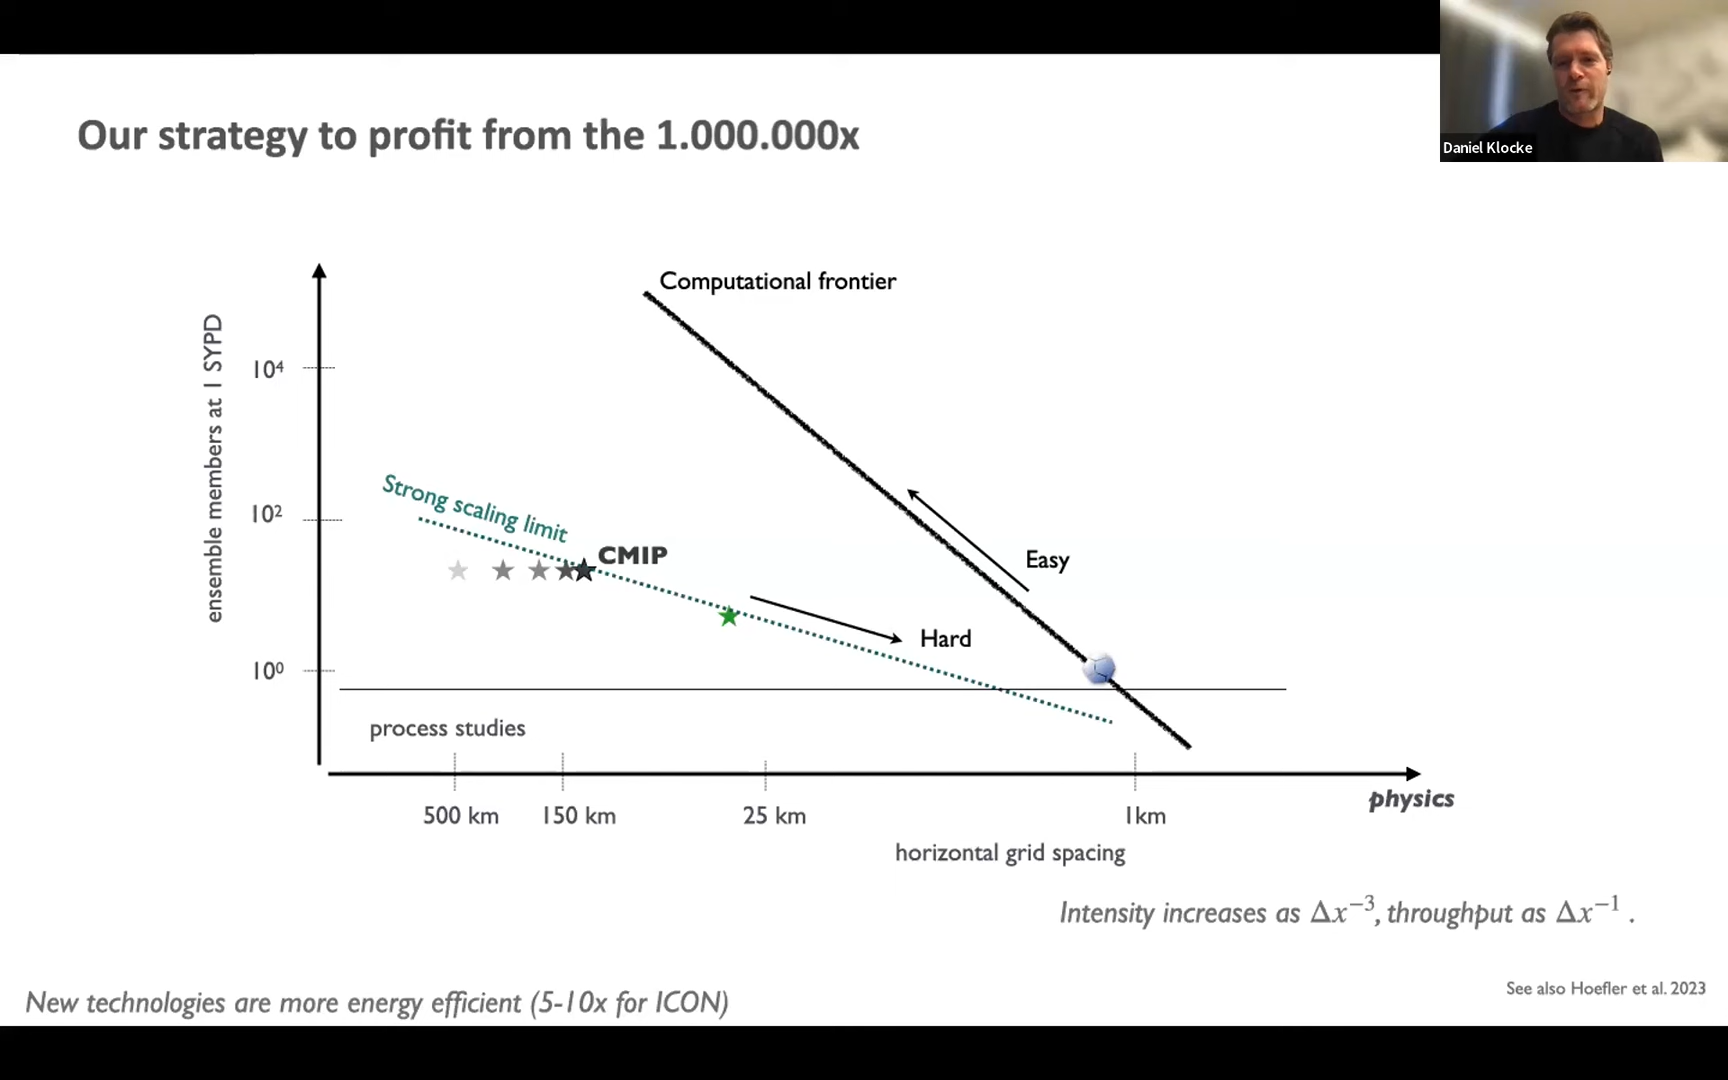 Daniel Klocke
Our strategy to profit from the 1.000.000x
Computational frontier
ensemble members at 1 SYPD
10⁴
10²
10⁰
Strong scaling limit
CMIP
Easy
Hard
process studies
500 km
150 km
25 km
1km
physics
horizontal grid spacing
Intensity increases as Δx⁻³, throughput as Δx⁻¹ .
See also Hoefler et al. 2023
New technologies are more energy efficient (5-10x for ICON)